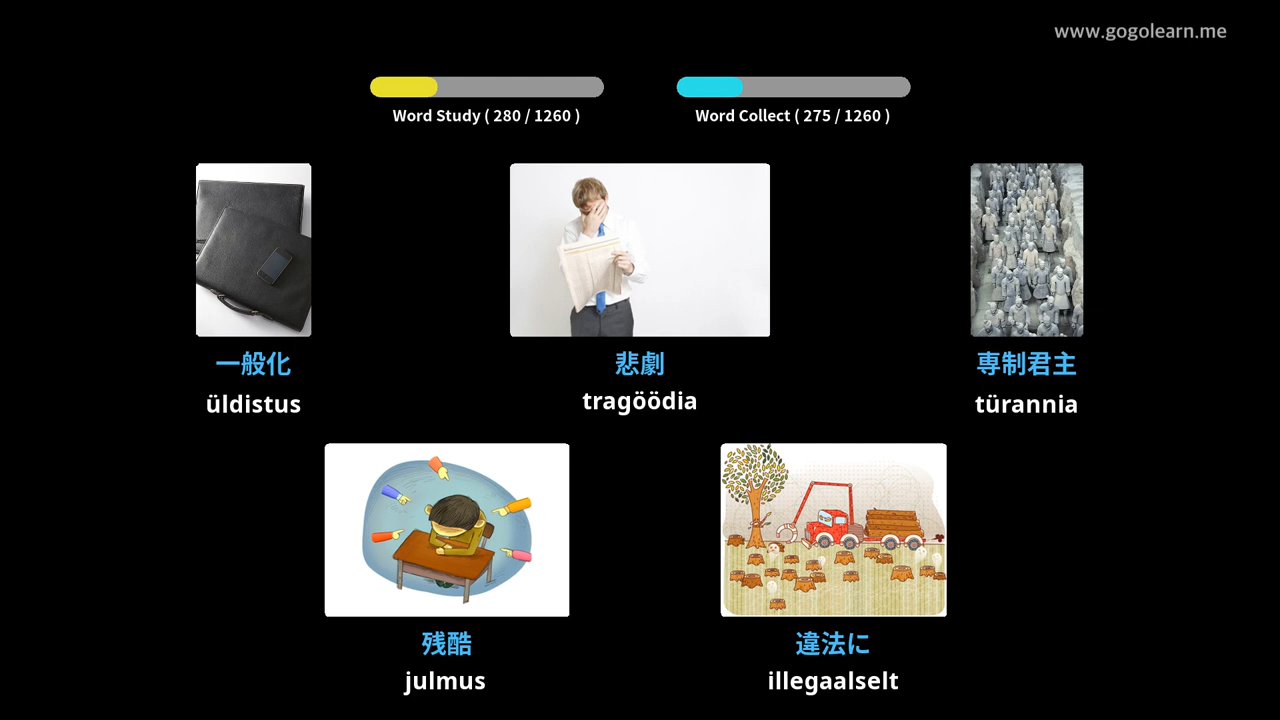 www.gogolearn.me
Word Study ( 280 / 1260 )
Word Collect ( 275 / 1260 )
一般化
üldistus
悲劇
tragöödia
専制君主
türannia
残酷
julmus
違法に
illegaalselt